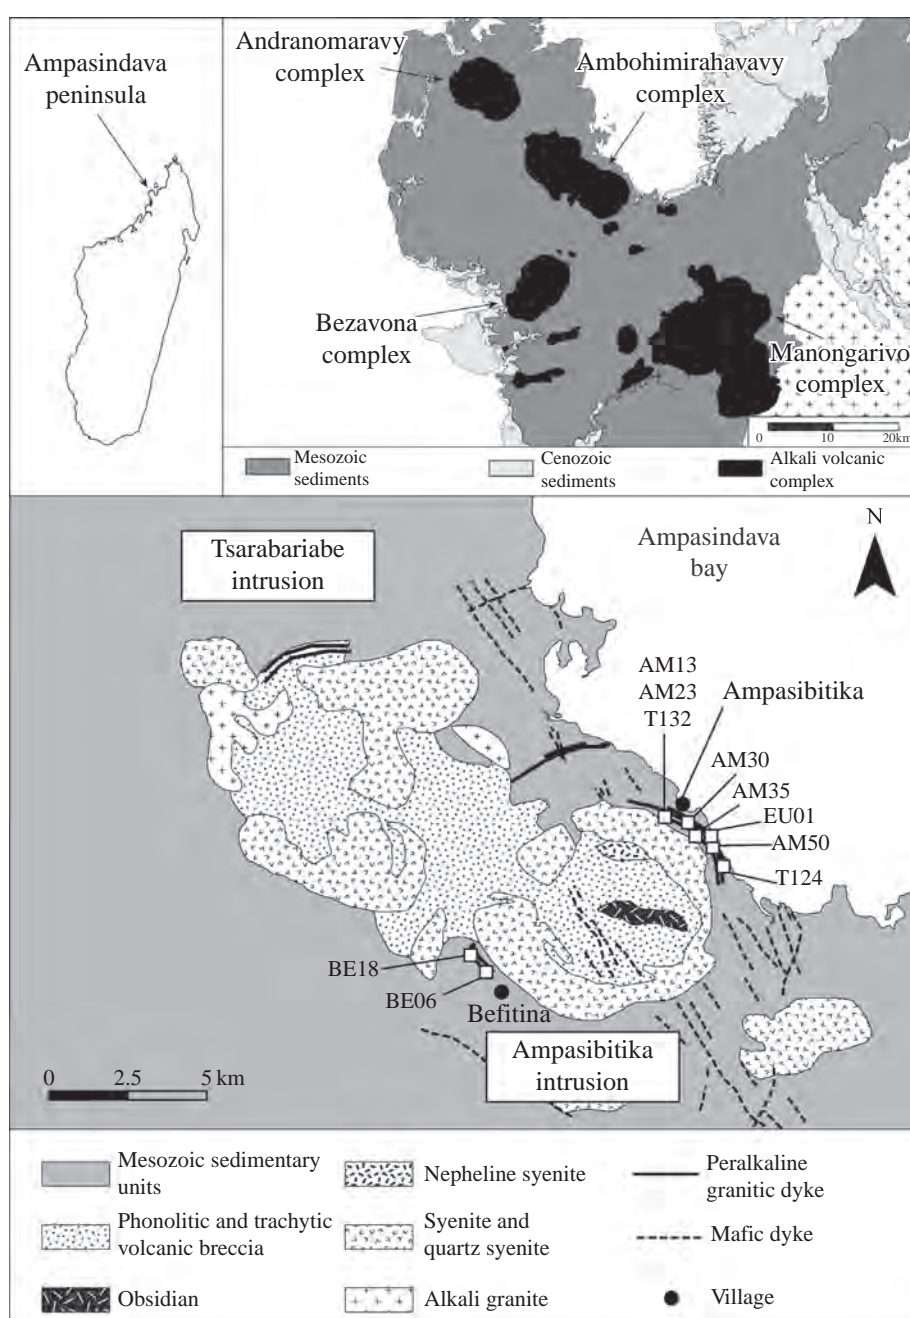 Ampasindava
peninsula
Andranomaravy
complex
Ambohimirahavavy
complex
Bezavona
complex
Manongarivo
complex
0 10 20km
Mesozoic
sediments
Cenozoic
sediments
Alkali volcanic
complex
Tsarabariabe
intrusion
Ampasindava
bay
N
AM13
AM23
T132
Ampasibitika
AM30
AM35
EU01
AM50
T124
BE18
BE06
Befitina
Ampasibitika
intrusion
0 2.5 5 km
Mesozoic sedimentary
units
Nepheline syenite
Peralkaline
granitic dyke
Phonolitic and trachytic
volcanic breccia
Syenite and
quartz syenite
Mafic dyke
Obsidian
Alkali granite
Village